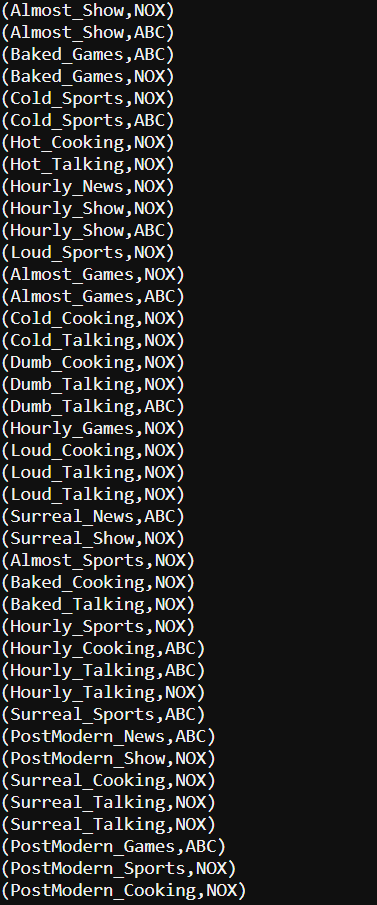 (Almost_Show,NOX)
(Almost_Show,ABC)
(Baked_Games,ABC)
(Baked_Games,NOX)
(Cold_Sports,NOX)
(Cold_Sports,ABC)
(Hot_Cooking,NOX)
(Hot_Talking,NOX)
(Hourly_News,NOX)
(Hourly_Show,NOX)
(Hourly_Show,ABC)
(Loud_Sports,NOX)
(Almost_Games,NOX)
(Almost_Games,ABC)
(Cold_Cooking,NOX)
(Cold_Talking,NOX)
(Dumb_Cooking,NOX)
(Dumb_Talking,NOX)
(Dumb_Talking,ABC)
(Hourly_Games,NOX)
(Loud_Cooking,NOX)
(Loud_Talking,NOX)
(Loud_Talking,NOX)
(Surreal_News,ABC)
(Surreal_Show,NOX)
(Almost_Sports,NOX)
(Baked_Cooking,NOX)
(Baked_Talking,NOX)
(Hourly_Sports,NOX)
(Hourly_Cooking,ABC)
(Hourly_Talking,ABC)
(Hourly_Talking,NOX)
(Surreal_Sports,ABC)
(PostModern_News,ABC)
(PostModern_Show,NOX)
(Surreal_Cooking,NOX)
(Surreal_Talking,NOX)
(Surreal_Talking,NOX)
(PostModern_Games,ABC)
(PostModern_Sports,NOX)
(PostModern_Cooking,NOX)